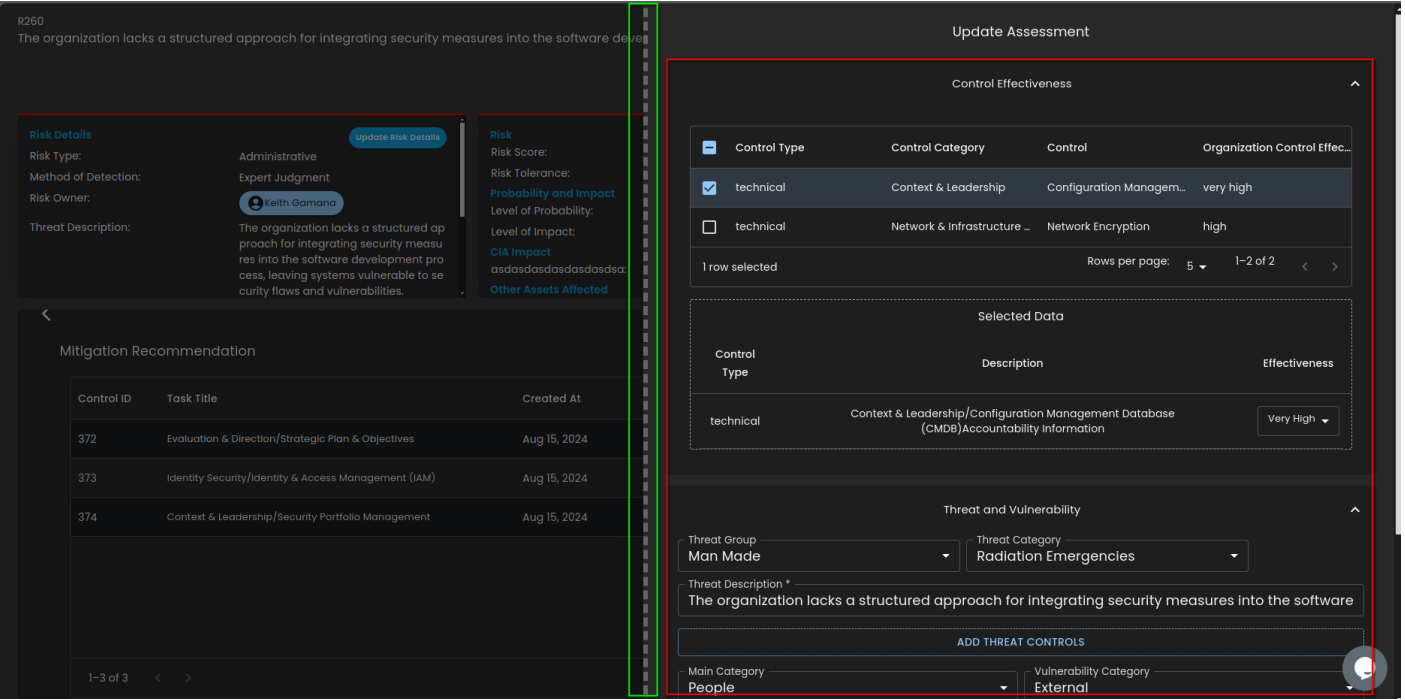 R260
The organization lacks a structured approach for integrating security measures into the software deve
Risk Details
Update Risk Details
Risk Type:
Administrative
Method of Detection:
Expert Judgment
Risk Owner:
Keith Gamana
Threat Description:
The organization lacks a structured ap
proach for integrating security measu
res into the software development pro
cess, leaving systems vulnerable to se
curity flaws and vulnerabilities.
Risk
Risk Score:
Risk Tolerance:
Probability and Impact
Level of Probability:
Level of Impact:
CIA Impact
asdasdasdasdasdasdsa:
Other Assets Affected
Mitigation Recommendation
Control ID Task Title Created At
372 Evaluation & Direction/Strategic Plan & Objectives Aug 15, 2024
373 Identity Security/Identity & Access Management (IAM) Aug 15, 2024
374 Context & Leadership/Security Portfolio Management Aug 15, 2024
1–3 of 3
Update Assessment
Control Effectiveness
Control Type Control Category Control Organization Control Effec...
technical Context & Leadership Configuration Managem... very high
technical Network & Infrastructure ... Network Encryption high
1 row selected Rows per page: 5 1–2 of 2
Selected Data
Control
Type
Description
Effectiveness
technical
Context & Leadership/Configuration Management Database
(CMDB)Accountability Information
Very High
Threat and Vulnerability
Threat Group
Man Made
Threat Category
Radiation Emergencies
Threat Description *
The organization lacks a structured approach for integrating security measures into the software
ADD THREAT CONTROLS
Main Category
People
Vulnerability Category
External